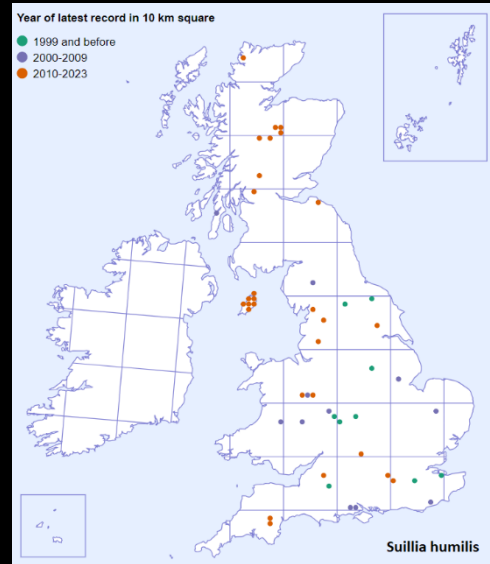 Year of latest record in 10 km square
1999 and before
2000-2009
2010-2023
Suillia humilis